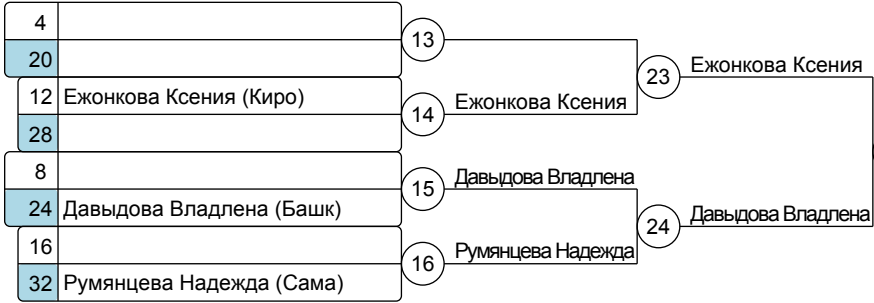 4
20
13
12 Ежонкова Ксения (Киро)
28
14
Ежонкова Ксения
23
Ежонкова Ксения
8
24 Давыдова Владлена (Башк)
15
Давыдова Владлена
16
32 Румянцева Надежда (Сама)
16
Румянцева Надежда
24
Давыдова Владлена